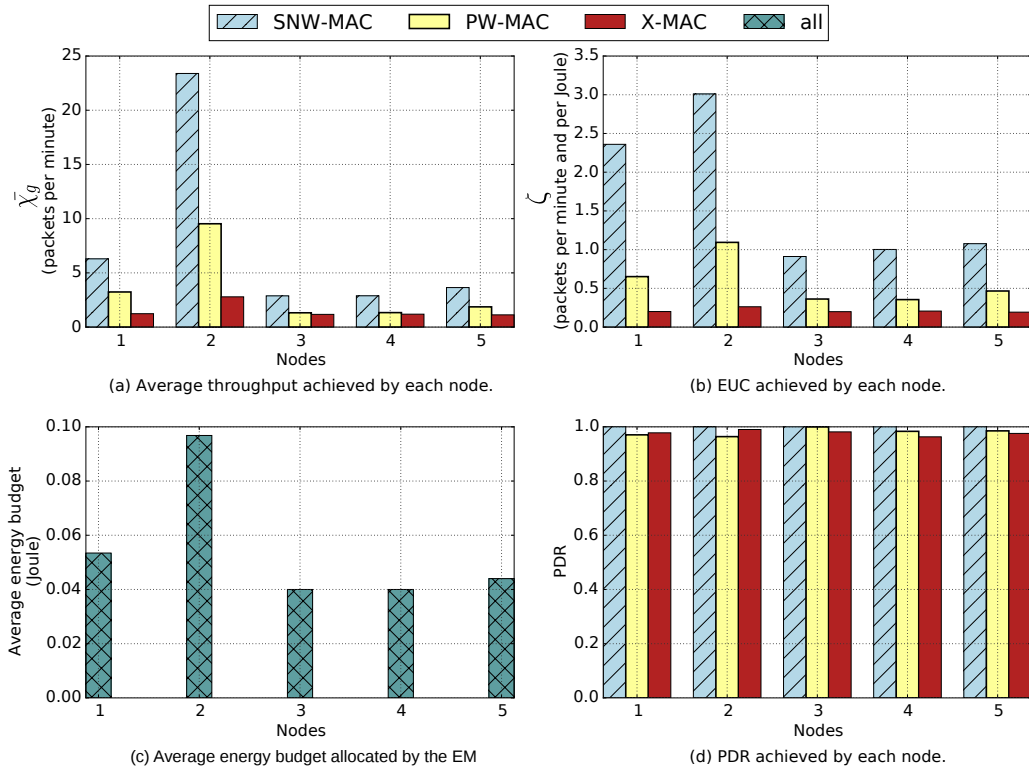 SNW-MAC PW-MAC X-MAC all
25
20
15
10
5
0
χ̄g
(packets per minute)
1 2 3 4 5
Nodes
(a) Average throughput achieved by each node.
3.5
3.0
2.5
2.0
1.5
1.0
0.5
0.0
ζ
(packets per minute and per Joule)
1 2 3 4 5
Nodes
(b) EUC achieved by each node.
0.10
0.08
0.06
0.04
0.02
0.00
Average energy budget
(Joule)
1 2 3 4 5
Nodes
(c) Average energy budget allocated by the EM
1.0
0.8
0.6
0.4
0.2
0.0
PDR
1 2 3 4 5
Nodes
(d) PDR achieved by each node.